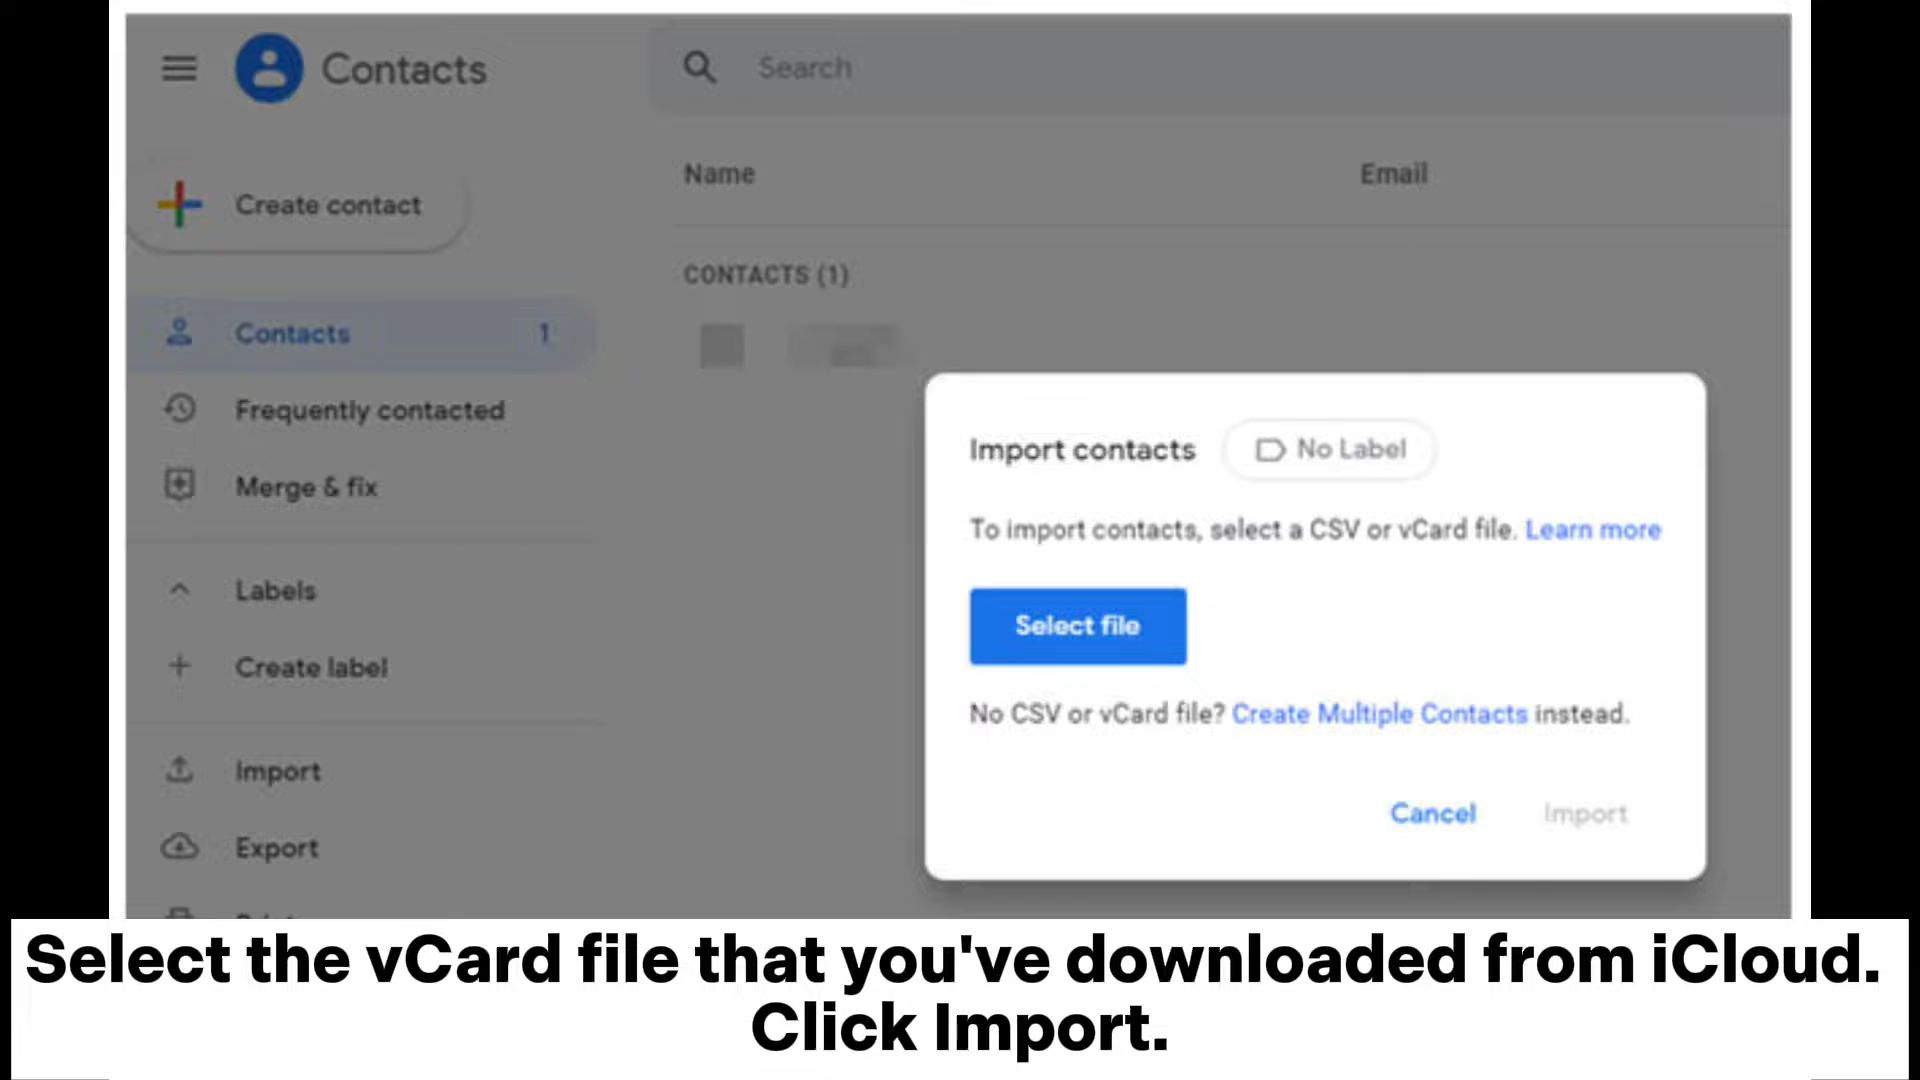 Contacts
Search
Name
Email
Create contact
CONTACTS (1)
Contacts
1
Frequently contacted
Import contacts
No Label
Merge & fix
To import contacts, select a CSV or vCard file. Learn more
Labels
Select file
Create label
No CSV or vCard file? Create Multiple Contacts instead.
Import
Cancel
Import
Export
Select the vCard file that you've downloaded from iCloud.
Click Import.